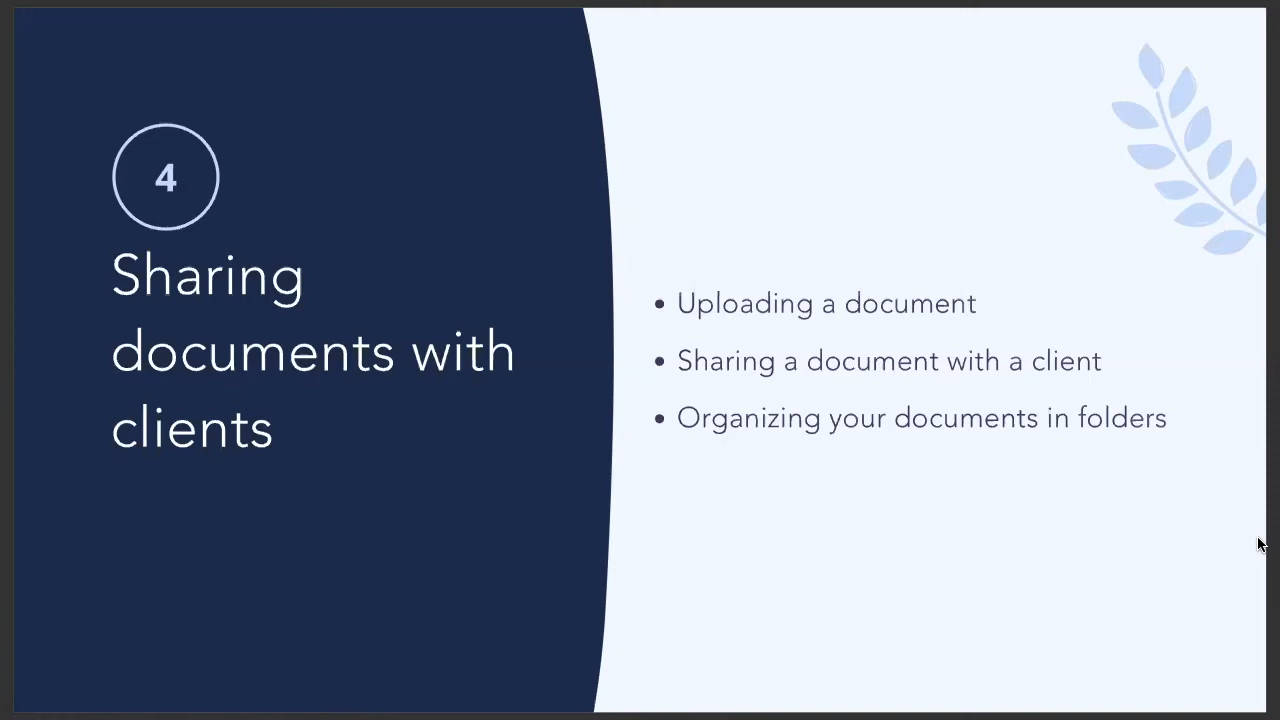 4
Sharing
documents with
clients
• Uploading a document
• Sharing a document with a client
• Organizing your documents in folders